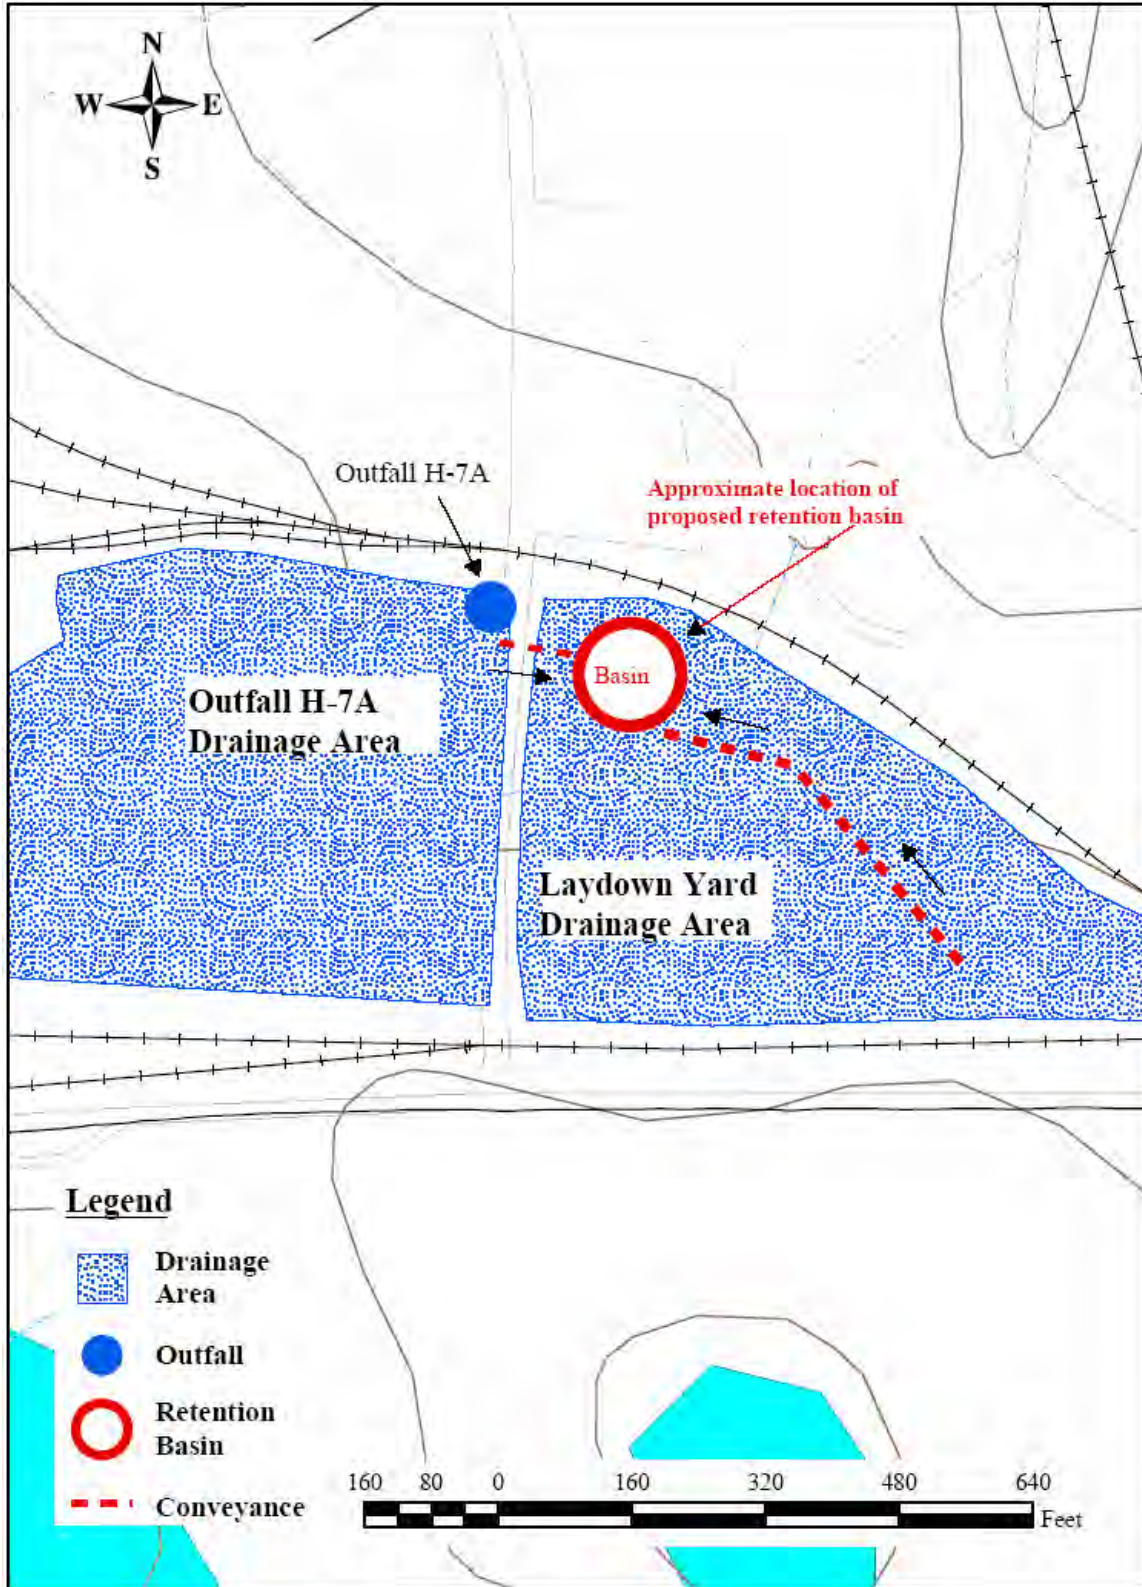 N
W E
S
Outfall H-7A
Approximate location of
proposed retention basin
Basin
Outfall H-7A
Drainage Area
Laydown Yard
Drainage Area
Legend
Drainage
Area
Outfall
Retention
Basin
Conveyance
160 80 0 160 320 480 640
Feet